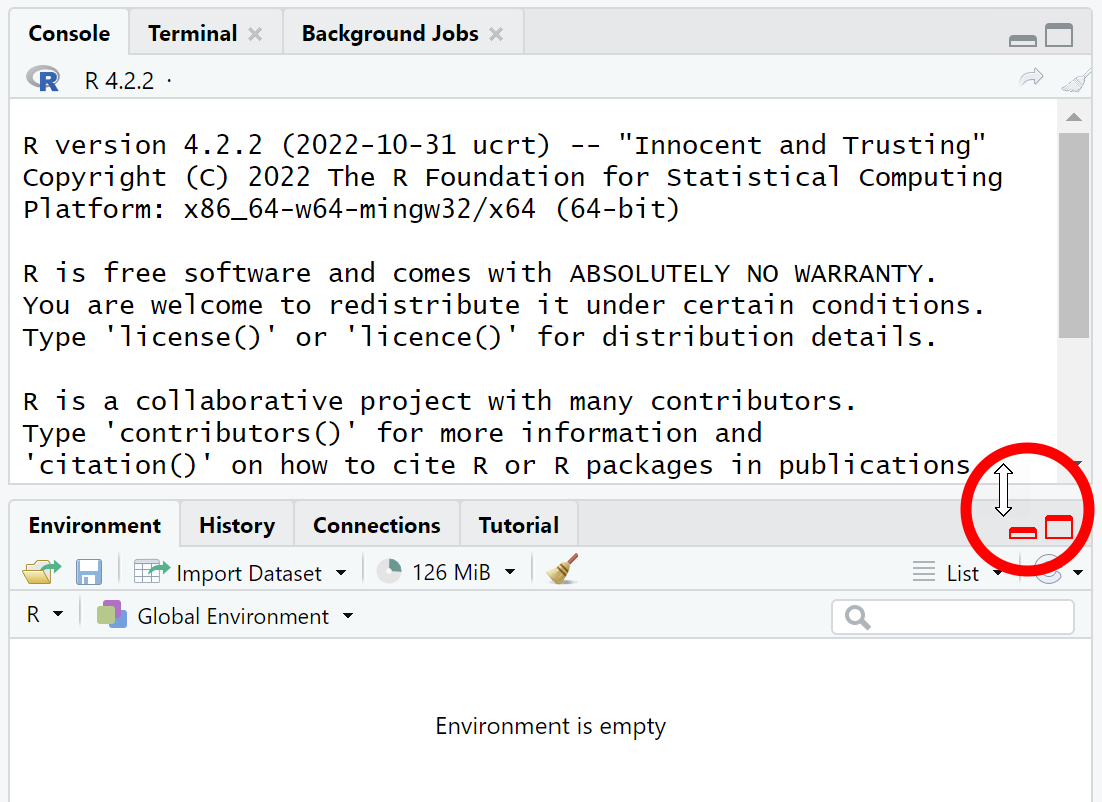 Console Terminal Background Jobs
R R 4.2.2 ·
R version 4.2.2 (2022-10-31 ucrt) -- "Innocent and Trusting"
Copyright (C) 2022 The R Foundation for Statistical Computing
Platform: x86_64-w64-mingw32/x64 (64-bit)
R is free software and comes with ABSOLUTELY NO WARRANTY.
You are welcome to redistribute it under certain conditions.
Type 'license()' or 'licence()' for distribution details.
R is a collaborative project with many contributors.
Type 'contributors()' for more information and
'citation()' on how to cite R or R packages in publications
Environment History Connections Tutorial
Import Dataset 126 MiB List
R Global Environment
Environment is empty